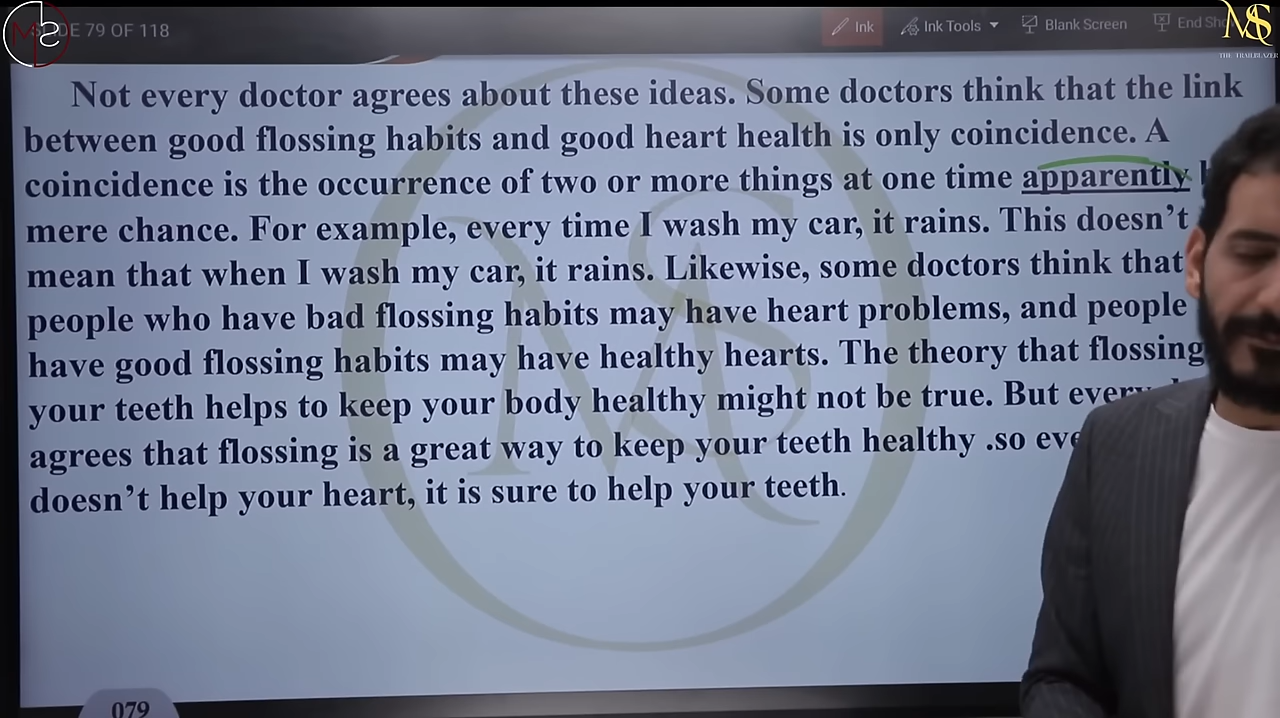 DE 79 OF 118
Ink
Ink Tools
Blank Screen
End Sh
MS
THE TRAILBLAZER
Not every doctor agrees about these ideas. Some doctors think that the link
between good flossing habits and good heart health is only coincidence. A
coincidence is the occurrence of two or more things at one time apparently
mere chance. For example, every time I wash my car, it rains. This doesn't
mean that when I wash my car, it rains. Likewise, some doctors think that
people who have bad flossing habits may have heart problems, and people
have good flossing habits may have healthy hearts. The theory that flossing
your teeth helps to keep your body healthy might not be true. But every
agrees that flossing is a great way to keep your teeth healthy .so
doesn't help your heart, it is sure to help your teeth.
079